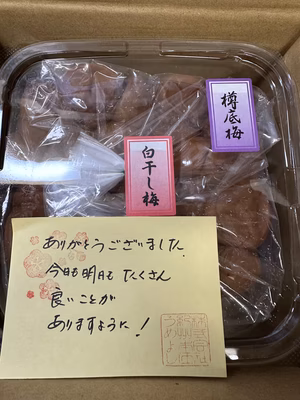 樽底梅
白干し梅
ありがとうございました
今日も明日も たくさん
良いことが
ありますように!